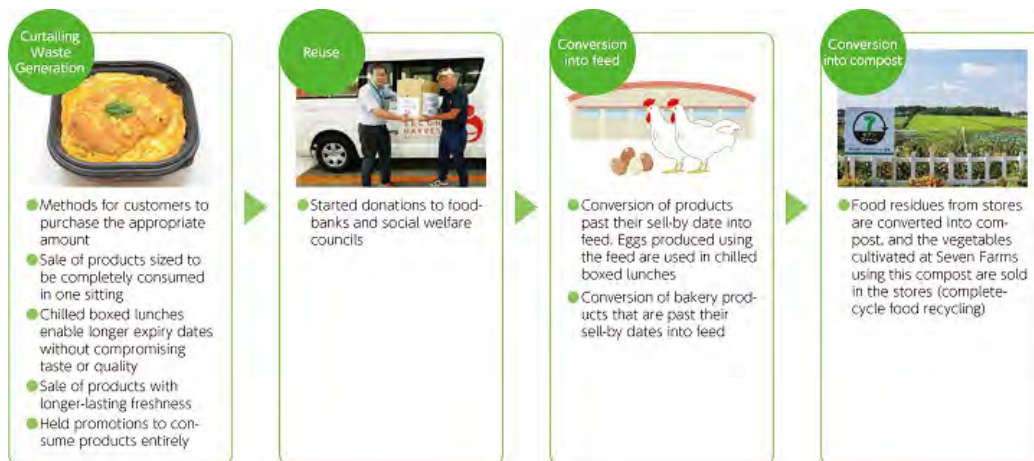 Curtailing
Waste
Generation
Methods for customers to
purchase the appropriate
amount
Sale of products sized to
be completely consumed
in one sitting
Chilled boxed lunches
enable longer expiry dates
without compromising
taste or quality
Sale of products with
longer-lasting freshness
Held promotions to con-
sume products entirely
Reuse
HARVEST
Started donations to food-
banks and social welfare
councils
Conversion
into feed
Conversion of products
past their sell-by date into
feed. Eggs produced using
the feed are used in chilled
boxed lunches
Conversion of bakery prod-
ucts that are past their
sell-by dates into feed
Conversion
into compost
Food residues from stores
are converted into com-
post, and the vegetables
cultivated at Seven Farms
using this compost are sold
in the stores (complete-
cycle food recycling)